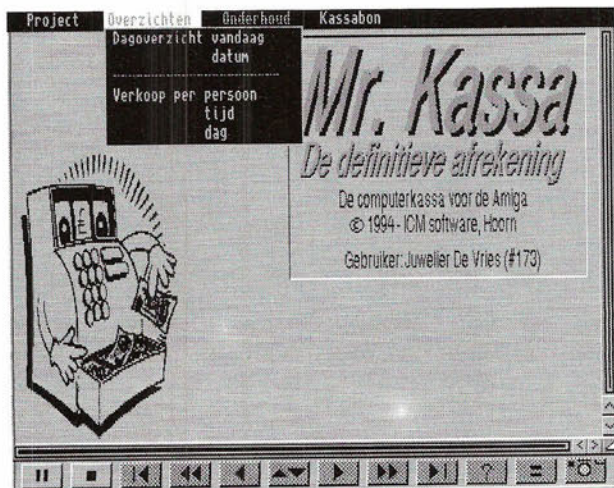 Project Overzichten Onderhoud Kassabon
Dagoverzicht vandaag
datum
Verkoop per persoon
tijd
dag
Mr. Kassa
De definitieve afrekening
De computerkassa voor de Amiga
© 1994 - ICM software, Hoorn
Gebruiker: Juwelier De Vries (#173)